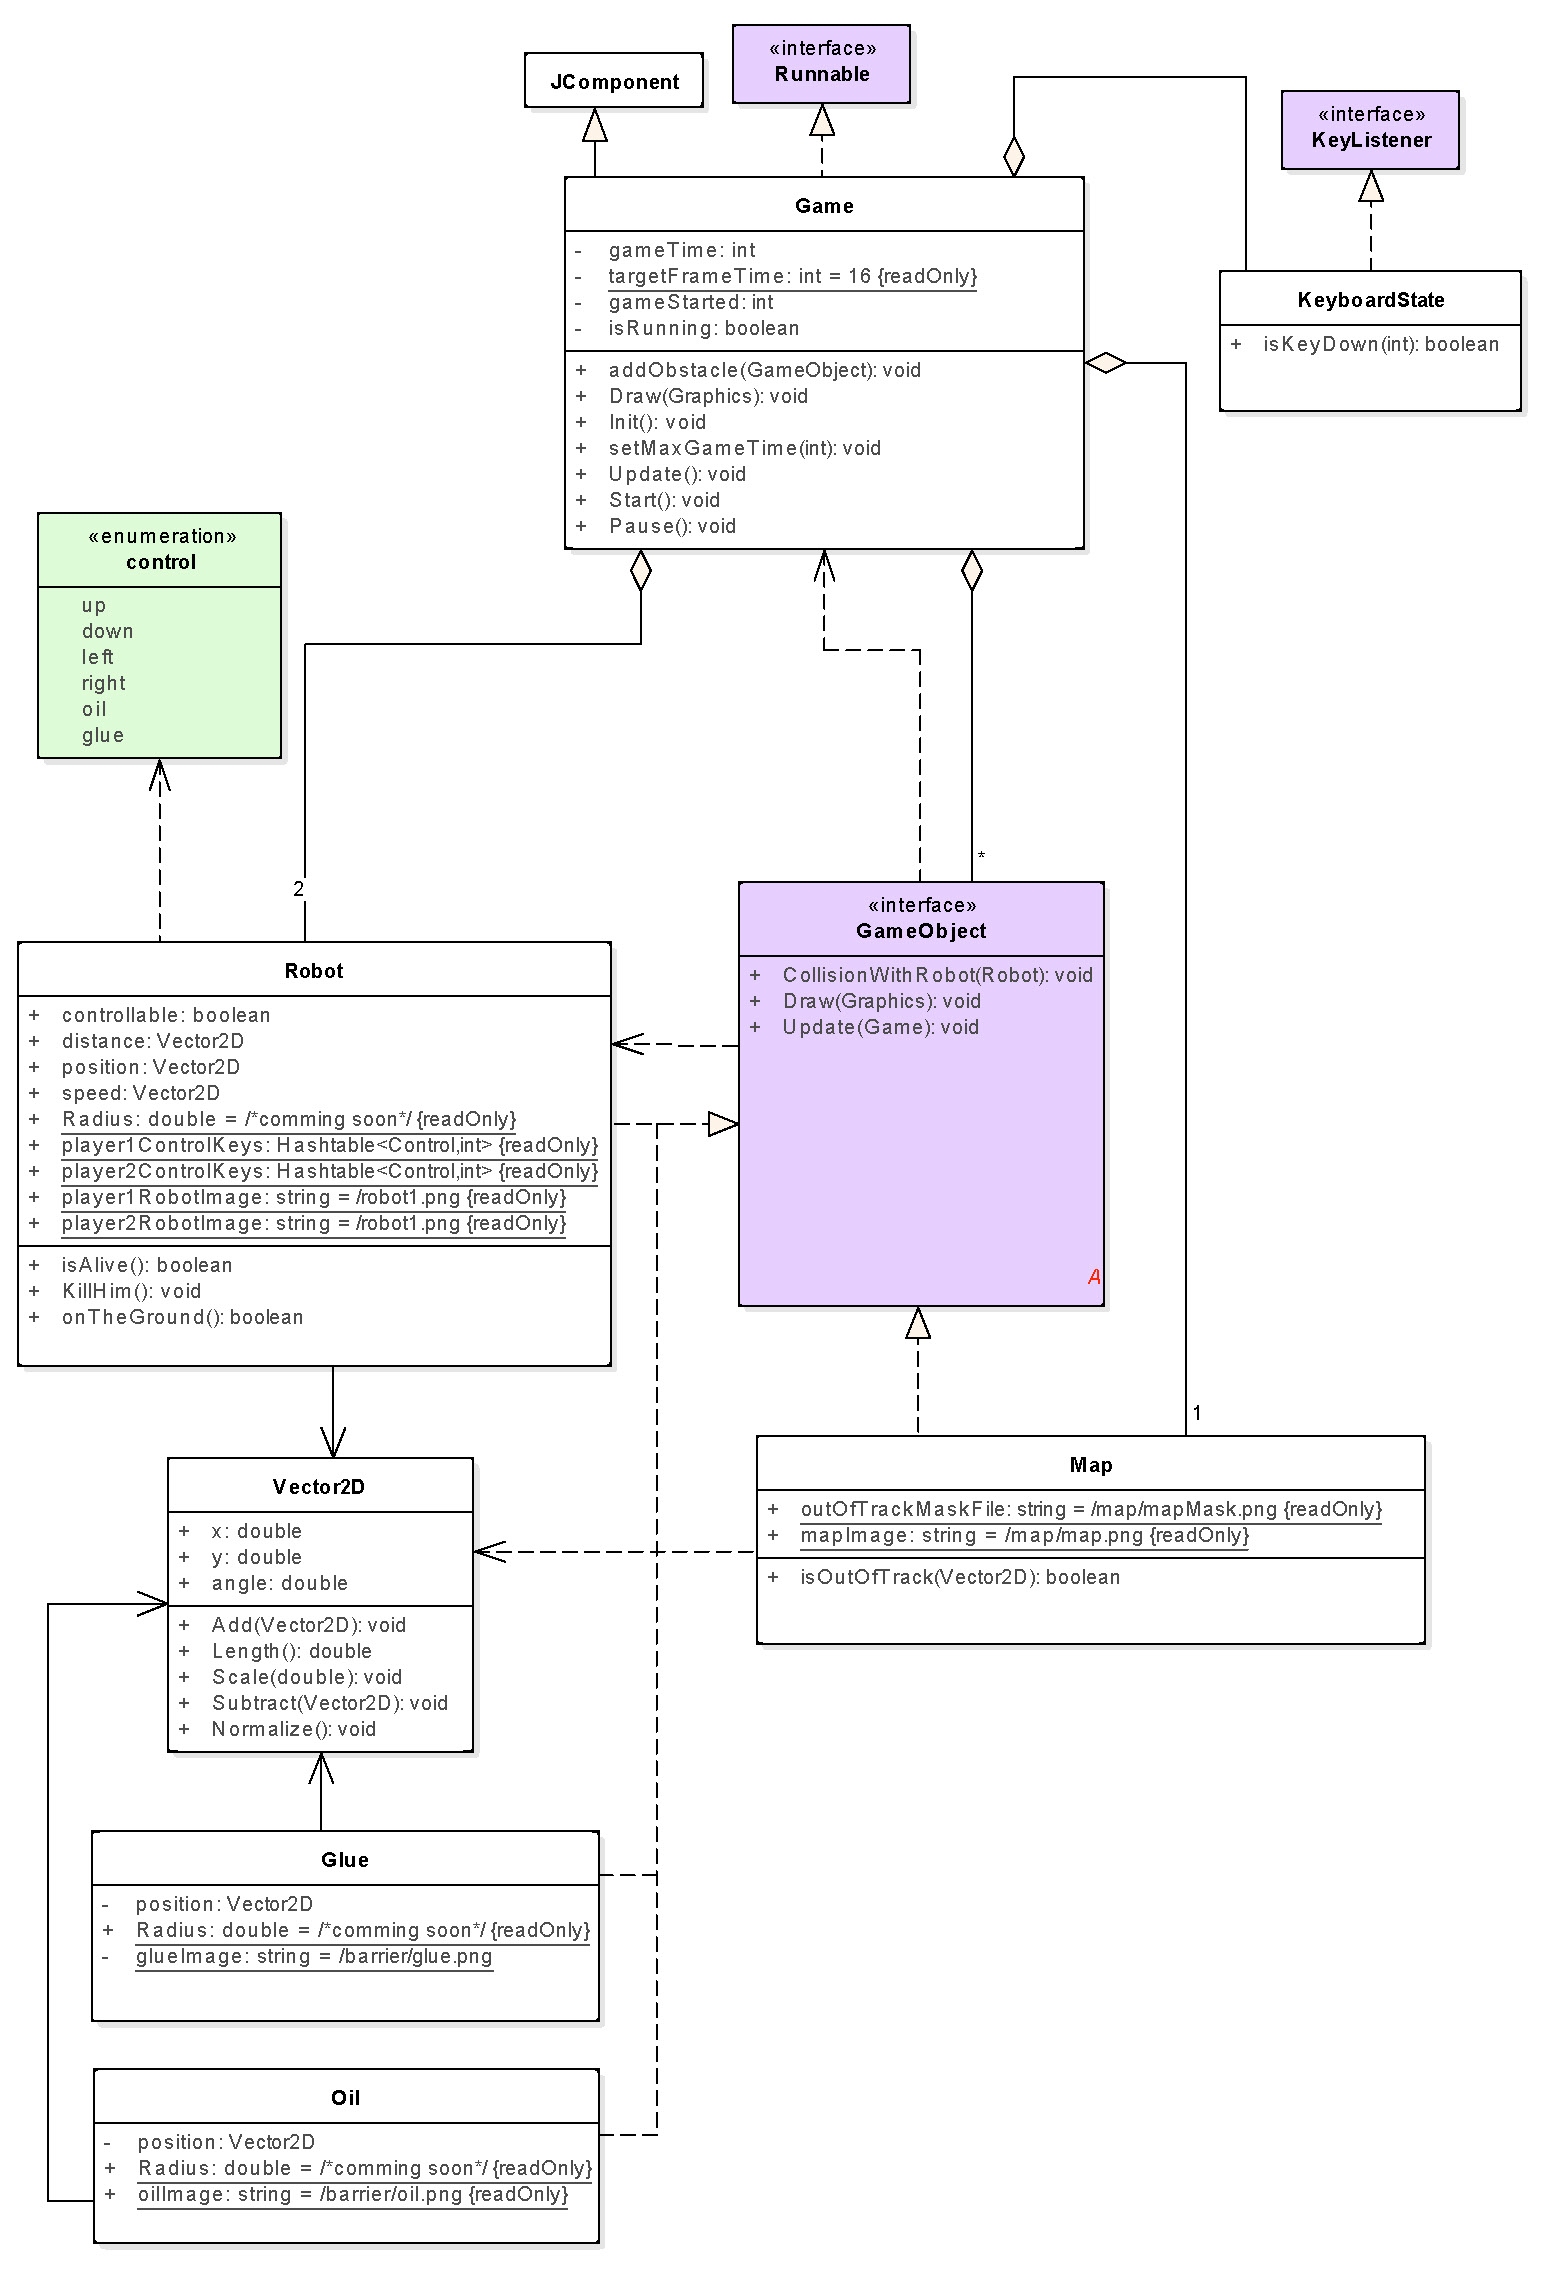 JComponent
«interface»
Runnable
«interface»
KeyListener
Game
- gameTime: int
- targetFrameTime: int = 16 {readOnly}
- gameStarted: int
- isRunning: boolean
+ addObstacle(GameObject): void
+ Draw(Graphics): void
+ Init(): void
+ setMaxGameTime(int): void
+ Update(): void
+ Start(): void
+ Pause(): void
KeyboardState
+ isKeyDown(int): boolean
«enumeration»
control
up
down
left
right
oil
glue
*
2
«interface»
GameObject
+ CollisionWithRobot(Robot): void
+ Draw(Graphics): void
+ Update(Game): void
A
Robot
+ controllable: boolean
+ distance: Vector2D
+ position: Vector2D
+ speed: Vector2D
+ Radius: double = /*comming soon*/ {readOnly}
+ player1ControlKeys: Hashtable<Control,int> {readOnly}
+ player2ControlKeys: Hashtable<Control,int> {readOnly}
+ player1RobotImage: string = /robot1.png {readOnly}
+ player2RobotImage: string = /robot1.png {readOnly}
+ isAlive(): boolean
+ KillHim(): void
+ onTheGround(): boolean
1
Map
+ outOfTrackMaskFile: string = /map/mapMask.png {readOnly}
+ mapImage: string = /map/map.png {readOnly}
+ isOutOfTrack(Vector2D): boolean
Vector2D
+ x: double
+ y: double
+ angle: double
+ Add(Vector2D): void
+ Length(): double
+ Scale(double): void
+ Subtract(Vector2D): void
+ Normalize(): void
Glue
- position: Vector2D
+ Radius: double = /*comming soon*/ {readOnly}
- glueImage: string = /barrier/glue.png
Oil
- position: Vector2D
+ Radius: double = /*comming soon*/ {readOnly}
+ oilImage: string = /barrier/oil.png {readOnly}